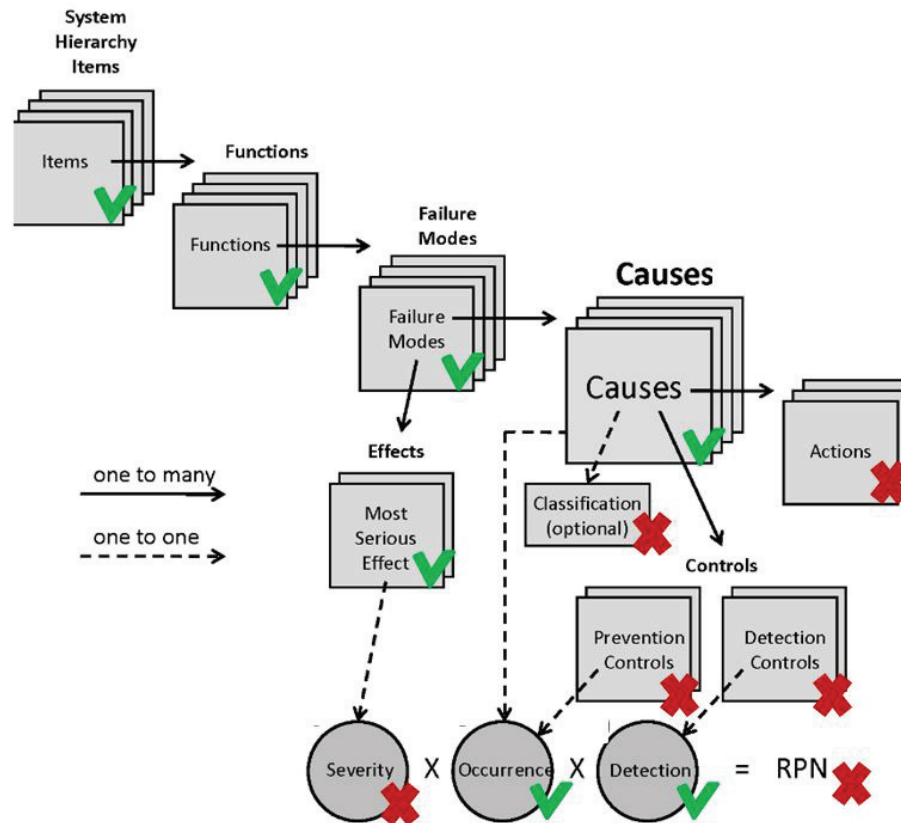 System
Hierarchy
Items
Items
Functions
Functions
Failure
Modes
Failure
Modes
Causes
Causes
Actions
one to many
one to one
Effects
Most
Serious
Effect
Classification
(optional)
Controls
Prevention
Controls
Detection
Controls
Severity X Occurrence X Detection = RPN